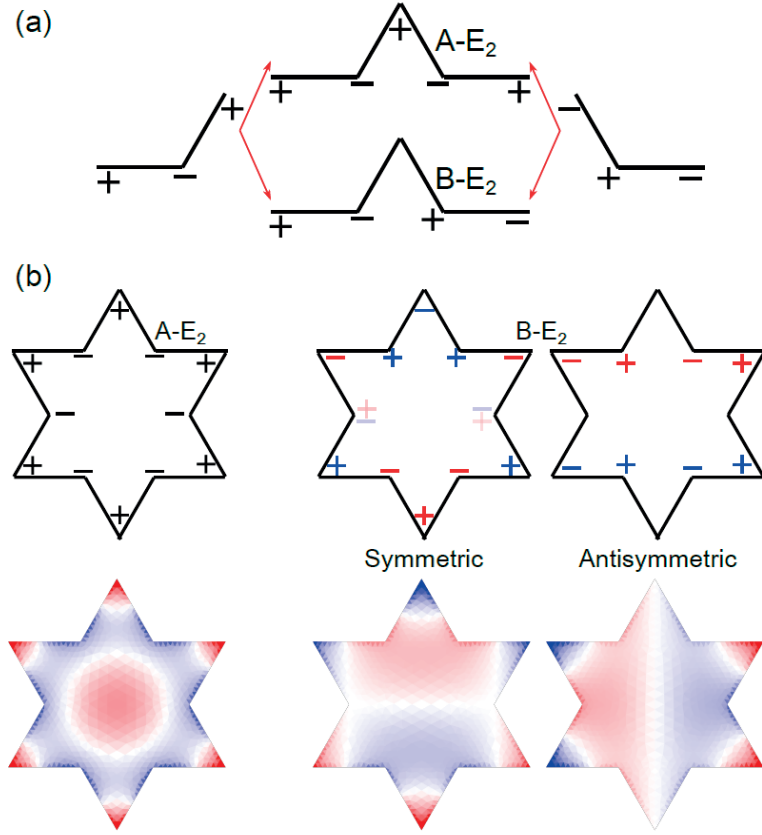 (a)
A-E₂
+ + − − +
+ − + − + −
B-E₂
+ − + −
(b)
A-E₂ B-E₂
+ − − + − + + − − + − +
− − + − − +
+ − − + + − − + − + − +
+ +
Symmetric Antisymmetric